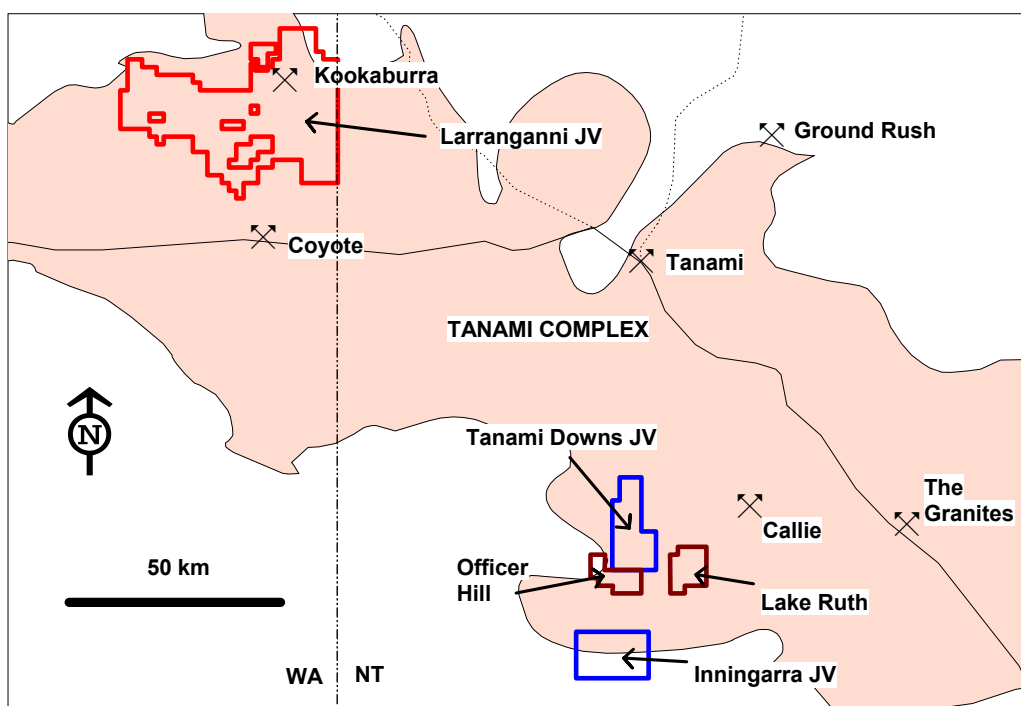 Kookaburra
Larranganni JV
Ground Rush
Coyote
Tanami
TANAMI COMPLEX
N
Tanami Downs JV
The
Granites
Callie
50 km
Officer
Hill
Lake Ruth
WA
NT
Inningarra JV